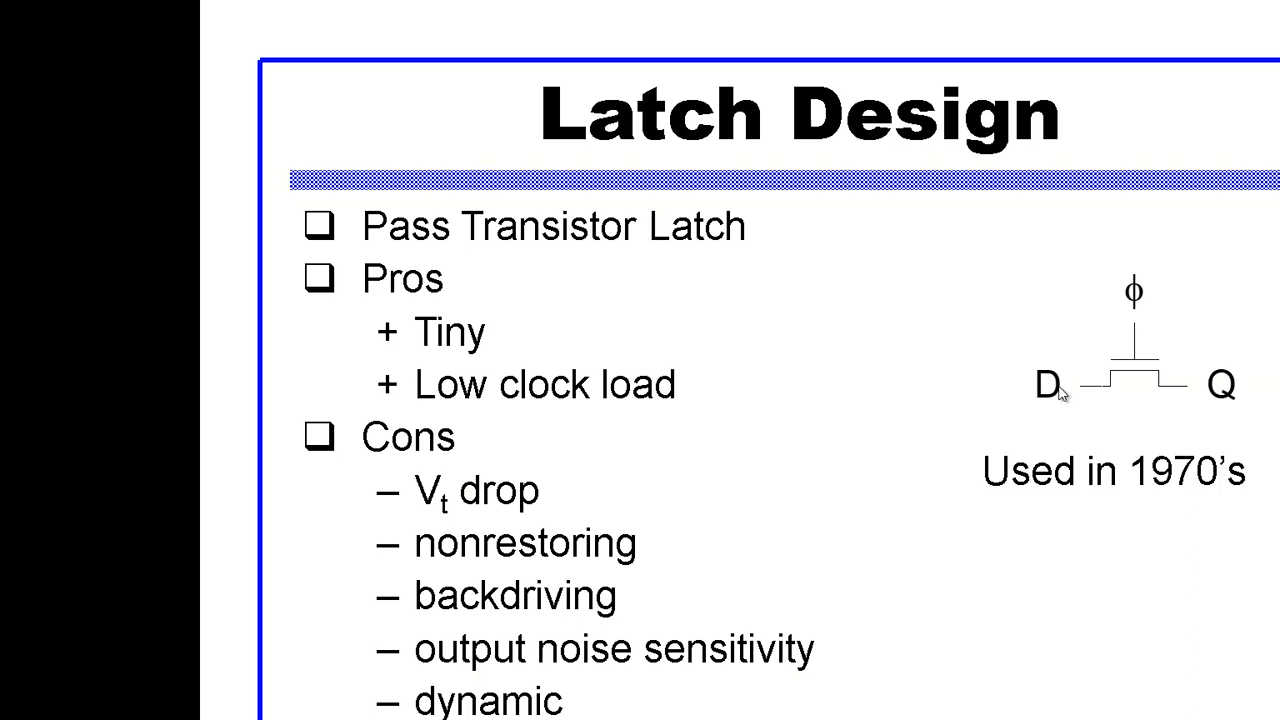 Latch Design
❑ Pass Transistor Latch
❑ Pros
+ Tiny
+ Low clock load
❑ Cons
– Vt drop
– nonrestoring
– backdriving
– output noise sensitivity
– dynamic
ϕ
D Q
Used in 1970’s